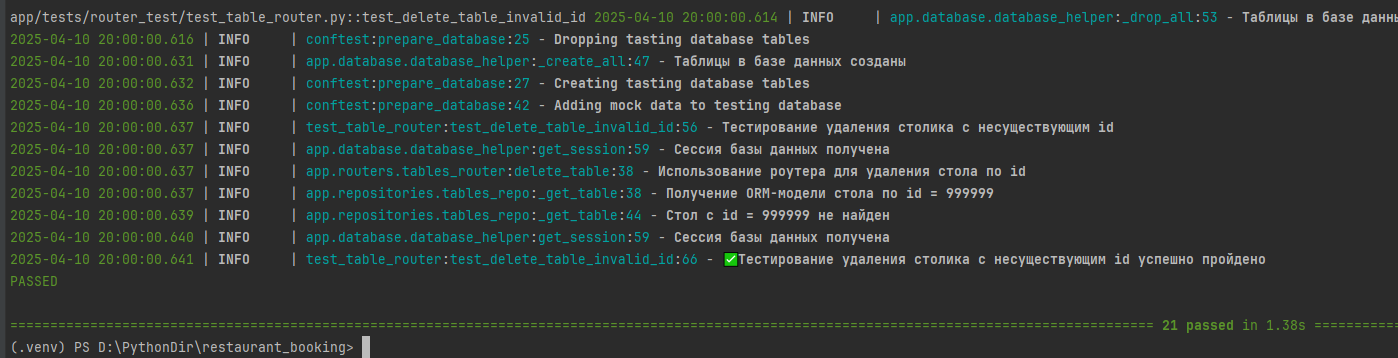 app/tests/router_test/test_table_router.py::test_delete_table_invalid_id 2025-04-10 20:00:00.614 | INFO     | app.database.database_helper:_drop_all:53 - Таблицы в базе данны
2025-04-10 20:00:00.616 | INFO     | conftest:prepare_database:25 - Dropping tasting database tables
2025-04-10 20:00:00.631 | INFO     | app.database.database_helper:_create_all:47 - Таблицы в базе данных созданы
2025-04-10 20:00:00.632 | INFO     | conftest:prepare_database:27 - Creating tasting database tables
2025-04-10 20:00:00.636 | INFO     | conftest:prepare_database:42 - Adding mock data to testing database
2025-04-10 20:00:00.637 | INFO     | test_table_router:test_delete_table_invalid_id:56 - Тестирование удаления столика с несуществующим id
2025-04-10 20:00:00.637 | INFO     | app.database.database_helper:get_session:59 - Сессия базы данных получена
2025-04-10 20:00:00.637 | INFO     | app.routers.tables_router:delete_table:38 - Использование роутера для удаления стола по id
2025-04-10 20:00:00.637 | INFO     | app.repositories.tables_repo:_get_table:38 - Получение ORM-модели стола по id = 999999
2025-04-10 20:00:00.639 | INFO     | app.repositories.tables_repo:_get_table:44 - Стол с id = 999999 не найден
2025-04-10 20:00:00.640 | INFO     | app.database.database_helper:get_session:59 - Сессия базы данных получена
2025-04-10 20:00:00.641 | INFO     | test_table_router:test_delete_table_invalid_id:66 - ✅Тестирование удаления столика с несуществующим id успешно пройдено
PASSED
======================================================= 21 passed in 1.38s ===========
(.venv) PS D:\PythonDir\restaurant_booking>